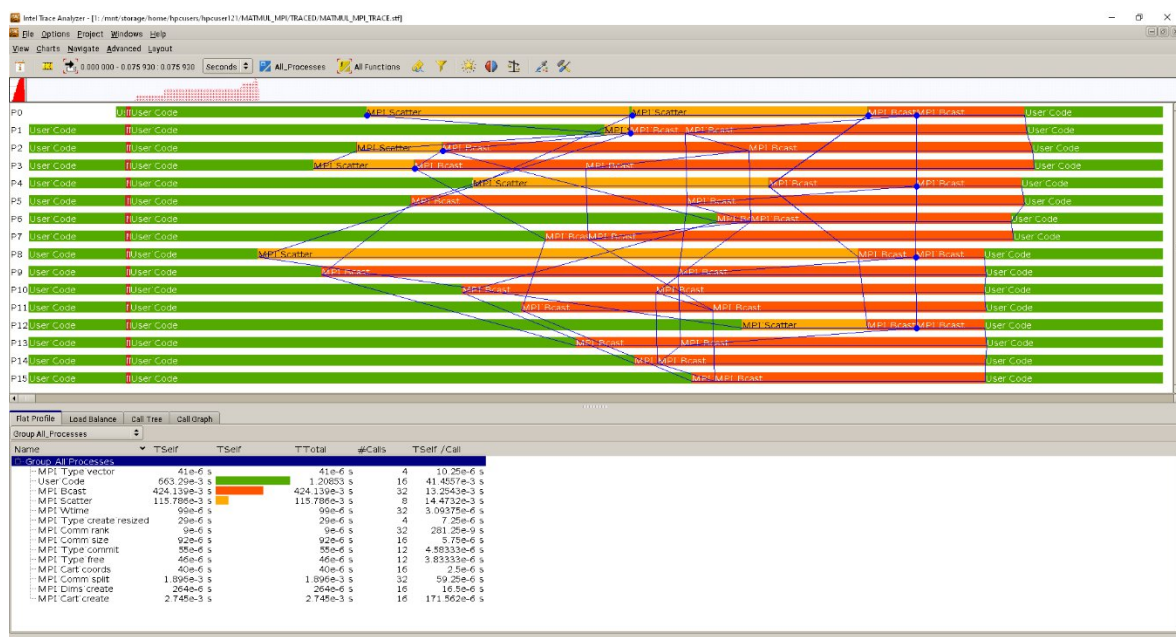 Intel Trace Analyzer - [1: /mnt/storage/home/hpcusers/hpcuser121/MATMUL_MPI/TRACED/MATMUL_MPI_TRACE.stf]
File Options Project Windows Help
View Charts Navigate Advanced Layout
0.000 000 - 0.075 930 : 0.075 930 Seconds All_Processes All Functions
P0 User Code MPI Scatter MPI Scatter MPI Bcast MPI Bcast User Code
P1 User Code User Code MPI MPI Bcast MPI Bcast User Code
P2 User Code User Code MPI Scatter MPI Bcast MPI Bcast User Code
P3 User Code User Code MPI Scatter MPI Bcast MPI Bcast User Code
P4 User Code User Code MPI Scatter MPI Bcast MPI Bcast User Code
P5 User Code User Code MPI Bcast MPI Bcast User Code
P6 User Code User Code MPI B MPI Bcast User Code
P7 User Code User Code MPI Bcas MPI Bcast User Code
P8 User Code User Code MPI Scatter MPI Bcast MPI Bcast User Code
P9 User Code User Code MPI Bcast MPI Bcast User Code
P10 User Code User Code MPI Bcast MPI Bcast User Code
P11 User Code User Code MPI Bcast MPI Bcast User Code
P12 User Code User Code MPI Scatter MPI Bcast MPI Bcast User Code
P13 User Code User Code MPI Bcast MPI Bcast User Code
P14 User Code User Code MPI MPI Bcast User Code
P15 User Code User Code MPI MPI Bcast User Code
Flat Profile Load Balance Call Tree Call Graph
Group All_Processes
Name TSelf TSelf TTotal #Calls TSelf /Call
Group All_Processes
MPI Type vector 41e-6 s 41e-6 s 4 10.25e-6 s
User Code 663.29e-3 s 1.20853 s 16 41.4557e-3 s
MPI Bcast 424.139e-3 s 424.139e-3 s 32 13.2543e-3 s
MPI Scatter 115.786e-3 s 115.786e-3 s 8 14.4732e-3 s
MPI Wtime 99e-6 s 99e-6 s 32 3.09375e-6 s
MPI Type create resized 29e-6 s 29e-6 s 4 7.25e-6 s
MPI Comm rank 9e-6 s 9e-6 s 32 281.25e-9 s
MPI Comm size 92e-6 s 92e-6 s 16 5.75e-6 s
MPI Type commit 55e-6 s 55e-6 s 12 4.58333e-6 s
MPI Type free 46e-6 s 46e-6 s 12 3.83333e-6 s
MPI Cart coords 40e-6 s 40e-6 s 16 2.5e-6 s
MPI Comm split 1.896e-3 s 1.896e-3 s 32 59.25e-6 s
MPI Dims create 264e-6 s 264e-6 s 16 16.5e-6 s
MPI Cart create 2.745e-3 s 2.745e-3 s 16 171.562e-6 s